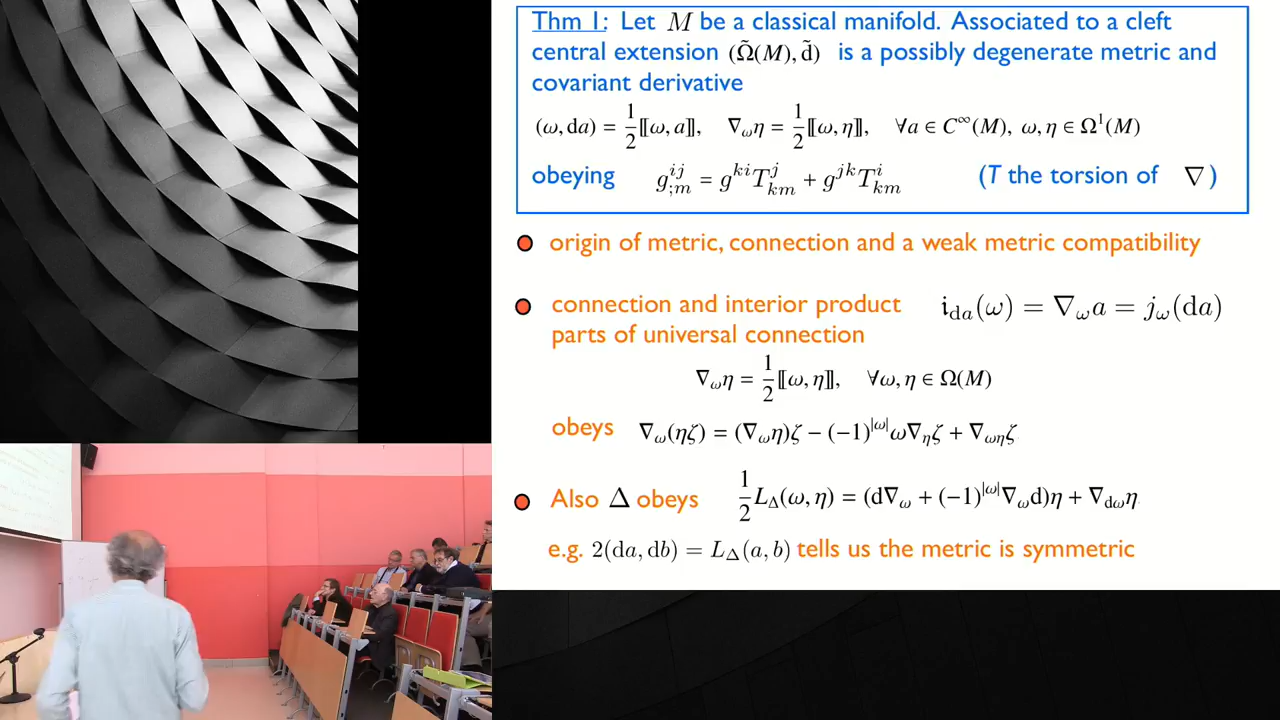 Thm 1: Let M be a classical manifold. Associated to a cleft
central extension (Ω̃(M), d̃) is a possibly degenerate metric and
covariant derivative
(ω, da) = 1/2 ⟦ω, a⟧, ∇_ω η = 1/2 ⟦ω, η⟧, ∀a ∈ C^∞(M), ω, η ∈ Ω^1(M)
obeying g^{ij}_{;m} = g^{ki} T^j_{km} + g^{jk} T^i_{km} (T the torsion of ∇)
origin of metric, connection and a weak metric compatibility
connection and interior product i_{da}(ω) = ∇_ω a = j_ω(da)
parts of universal connection
∇_ω η = 1/2 ⟦ω, η⟧, ∀ω, η ∈ Ω(M)
obeys ∇_ω(ηζ) = (∇_ω η)ζ − (−1)^{|ω|} ω∇_η ζ + ∇_{ωη} ζ
Also Δ obeys 1/2 L_Δ(ω, η) = (d∇_ω + (−1)^{|ω|} ∇_ω d)η + ∇_{dω} η
e.g. 2(da, db) = L_Δ(a, b) tells us the metric is symmetric